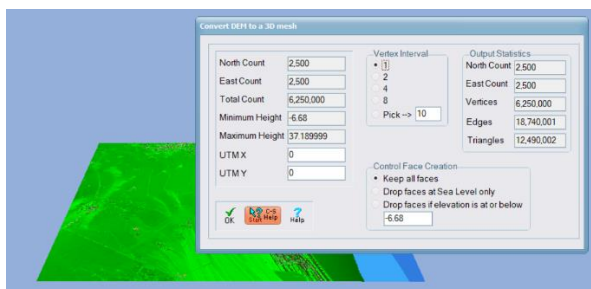 Convert DEM to a 3D mesh
North Count 2,500
East Count 2,500
Total Count 6,250,000
Minimum Height -6.68
Maximum Height 37.189999
UTM X 0
UTM Y 0
OK
C-S Help
Help
Vertex Interval
1
2
4
8
Pick --> 10
Output Statistics
North Count 2,500
East Count 2,500
Vertices 6,250,000
Edges 18,740,001
Triangles 12,490,002
Control Face Creation
Keep all faces
Drop faces at Sea Level only
Drop faces if elevation is at or below
-6.68